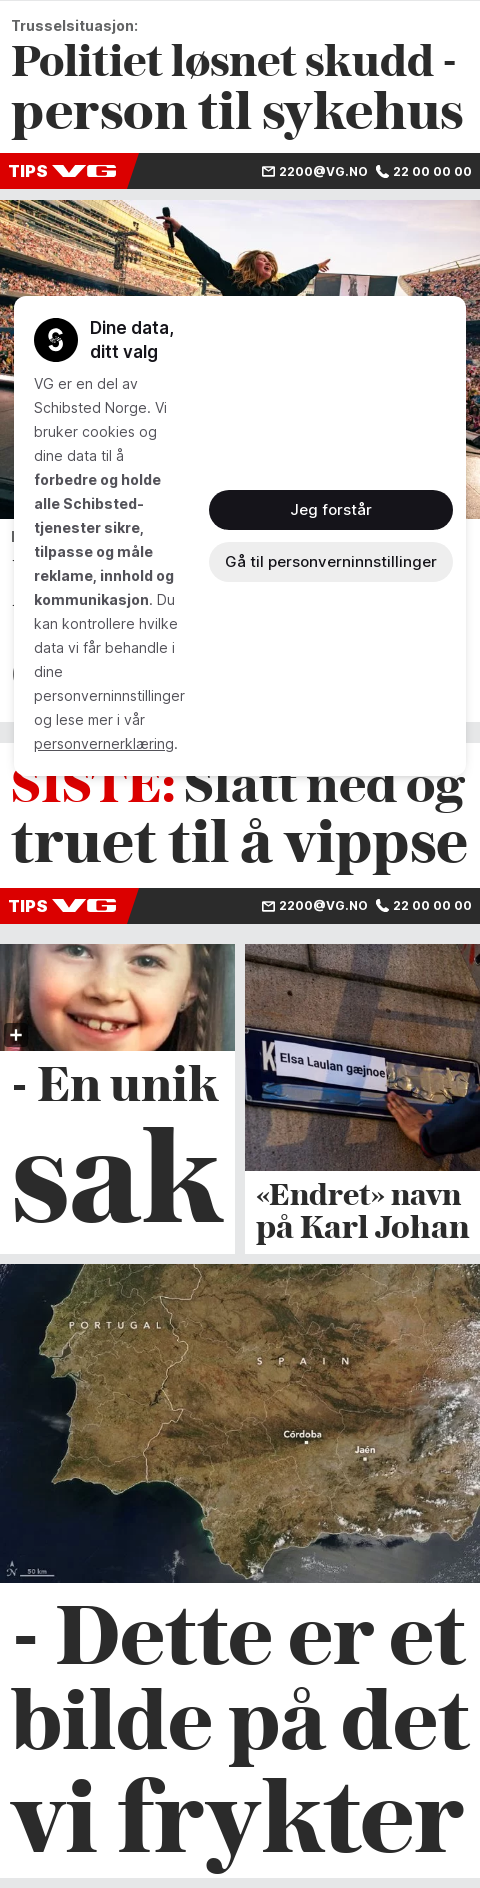 Trusselsituasjon:
Politiet løsnet skudd -
person til sykehus
TIPS VG 2200@VG.NO 22 00 00 00
Dine data,
ditt valg
VG er en del av
Schibsted Norge. Vi
bruker cookies og
dine data til å
forbedre og holde
alle Schibsted-
tjenester sikre,
tilpasse og måle
reklame, innhold og
kommunikasjon. Du
kan kontrollere hvilke
data vi får behandle i
dine
personverninnstillinger
og lese mer i vår
personvernerklæring.
Jeg forstår
Gå til personverninnstillinger
SISTE: Slått ned og
truet til å vippse
TIPS VG 2200@VG.NO 22 00 00 00
- En unik
sak
Elsa Laulan gæjnoe
«Endret» navn
på Karl Johan
PORTUGAL
SPAIN
Córdoba
Jaén
N 50 km
- Dette er et
bilde på det
vi frykter